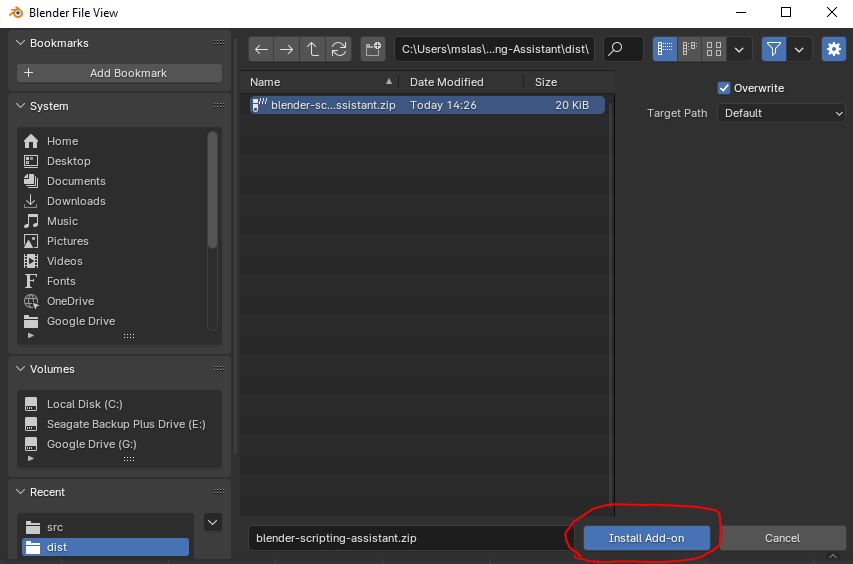 Blender File View
Bookmarks
Add Bookmark
System
Home
Desktop
Documents
Downloads
Music
Pictures
Videos
Fonts
OneDrive
Google Drive
Volumes
Local Disk (C:)
Seagate Backup Plus Drive (E:)
Google Drive (G:)
Recent
src
dist
C:\Users\mslas\...ng-Assistant\dist\
Name Date Modified Size
blender-sc...ssistant.zip Today 14:26 20 KiB
Overwrite
Target Path Default
blender-scripting-assistant.zip Install Add-on Cancel